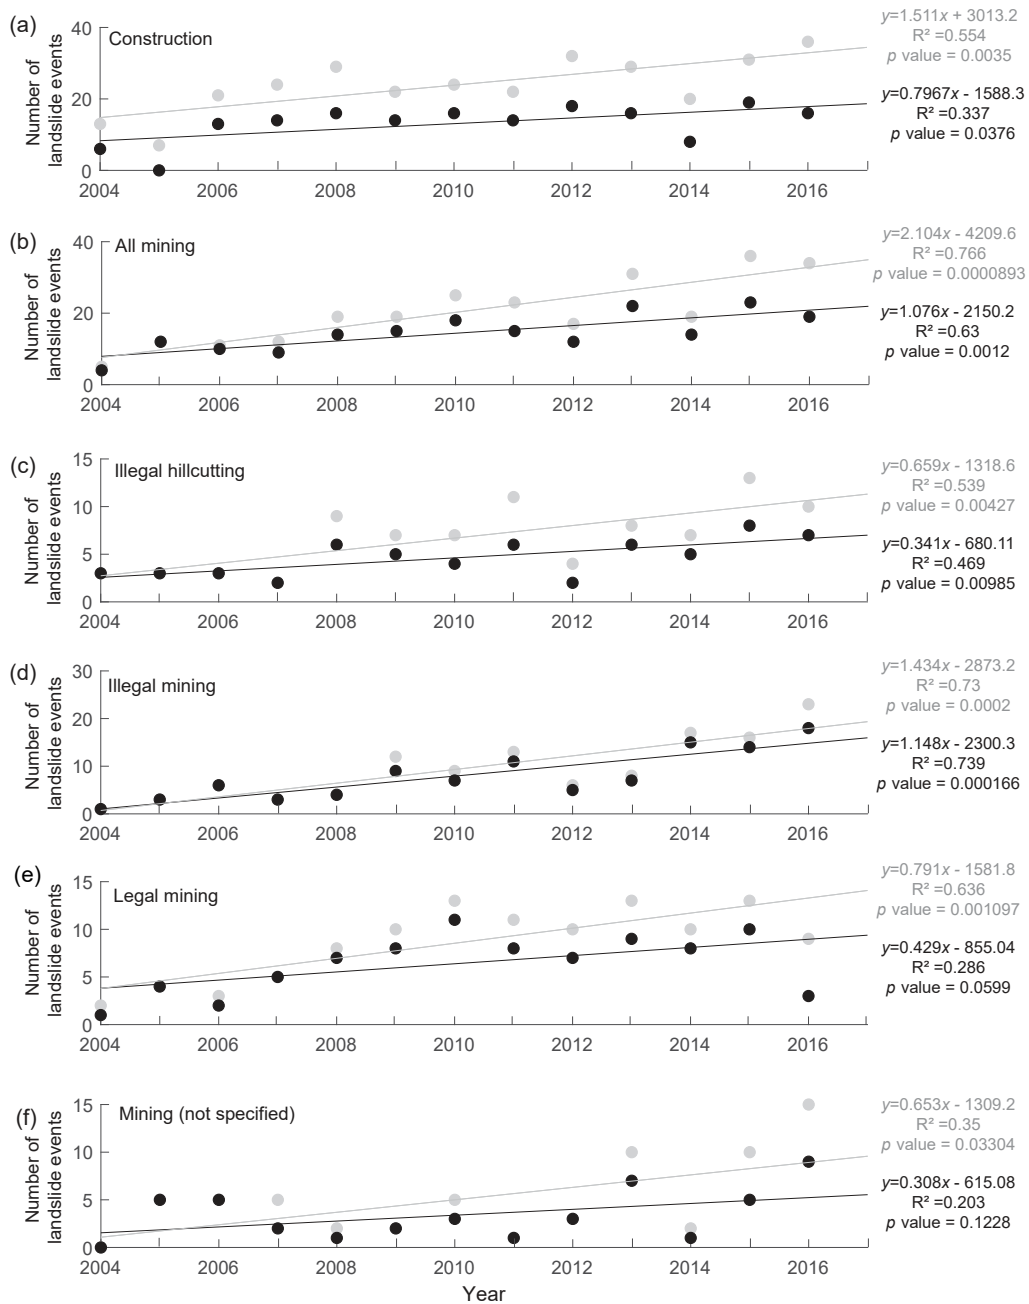 (a)
Construction
Number of
landslide events
40
20
0
2004 2006 2008 2010 2012 2014 2016
y=1.511x + 3013.2
R² =0.554
p value = 0.0035
y=0.7967x - 1588.3
R² =0.337
p value = 0.0376
(b)
All mining
Number of
landslide events
40
20
0
2004 2006 2008 2010 2012 2014 2016
y=2.104x - 4209.6
R² =0.766
p value = 0.0000893
y=1.076x - 2150.2
R² =0.63
p value = 0.0012
(c)
Illegal hillcutting
Number of
landslide events
15
10
5
0
2004 2006 2008 2010 2012 2014 2016
y=0.659x - 1318.6
R² =0.539
p value = 0.00427
y=0.341x - 680.11
R² =0.469
p value = 0.00985
(d)
Illegal mining
Number of
landslide events
30
20
10
0
2004 2006 2008 2010 2012 2014 2016
y=1.434x - 2873.2
R² =0.73
p value = 0.0002
y=1.148x - 2300.3
R² =0.739
p value = 0.000166
(e)
Legal mining
Number of
landslide events
15
10
5
0
2004 2006 2008 2010 2012 2014 2016
y=0.791x - 1581.8
R² =0.636
p value = 0.001097
y=0.429x - 855.04
R² =0.286
p value = 0.0599
(f)
Mining (not specified)
Number of
landslide events
15
10
5
0
2004 2006 2008 2010 2012 2014 2016
Year
y=0.653x - 1309.2
R² =0.35
p value = 0.03304
y=0.308x - 615.08
R² =0.203
p value = 0.1228